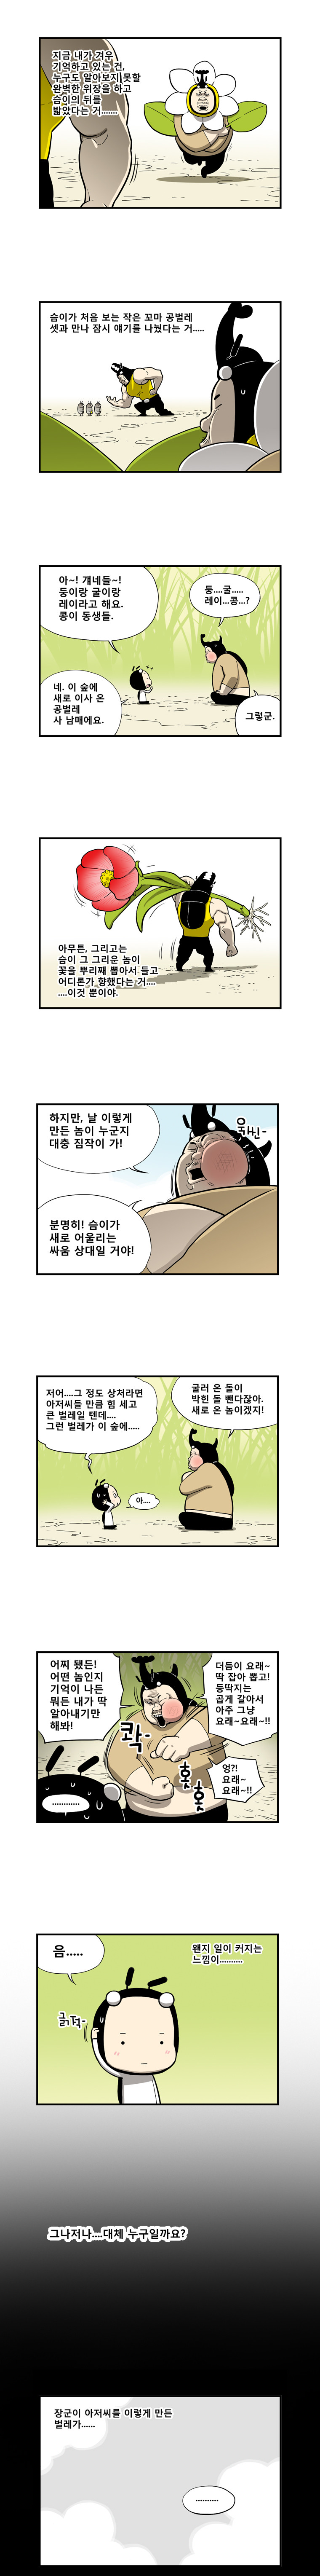 지금 내가 겨우
기억하고 있는 건,
누구도 알아보지 못할
완벽한 위장을 하고
슴이의 뒤를
밟았다는 거.......
슴이가 처음 보는 작은 꼬마 공벌레
셋과 만나 잠시 얘기를 나눴다는 거.....
아~! 걔네들~!
둥이랑 굴이랑
레이라고 해요.
콩이 동생들.
둥....굴.....
레이...콩...?
네. 이 숲에
새로 이사 온
공벌레
사 남매에요.
그렇군.
아무튼, 그리고는
슴이 그 그리운 놈이
꽃을 뿌리째 뽑아서 들고
어디론가 향했다는 거....
....이것 뿐이야.
하지만, 날 이렇게
만든 놈이 누군지
대충 짐작이 가!
욱씬-
분명히! 슴이가
새로 어울리는
싸움 상대일 거야!
저어....그 정도 상처라면
아저씨들 만큼 힘 세고
큰 벌레일 텐데....
그런 벌레가 이 숲에.....
굴러 온 돌이
박힌 돌 뺀다잖아.
새로 온 놈이겠지!
아....
어찌 됐든!
어떤 놈인지
기억이 나든
뭐든 내가 딱
알아내기만
해봐!
더듬이 요래~
딱 잡아 뽑고!
등딱지는
곱게 갈아서
아주 그냥
요래~요래~!!
콱-
홋
홋
엉?!
요래~
요래~!!
............
음.....
왠지 일이 커지는
느낌이..........
긁적-
그나저나....대체 누구일까요?
장군이 아저씨를 이렇게 만든
벌레가......
..........